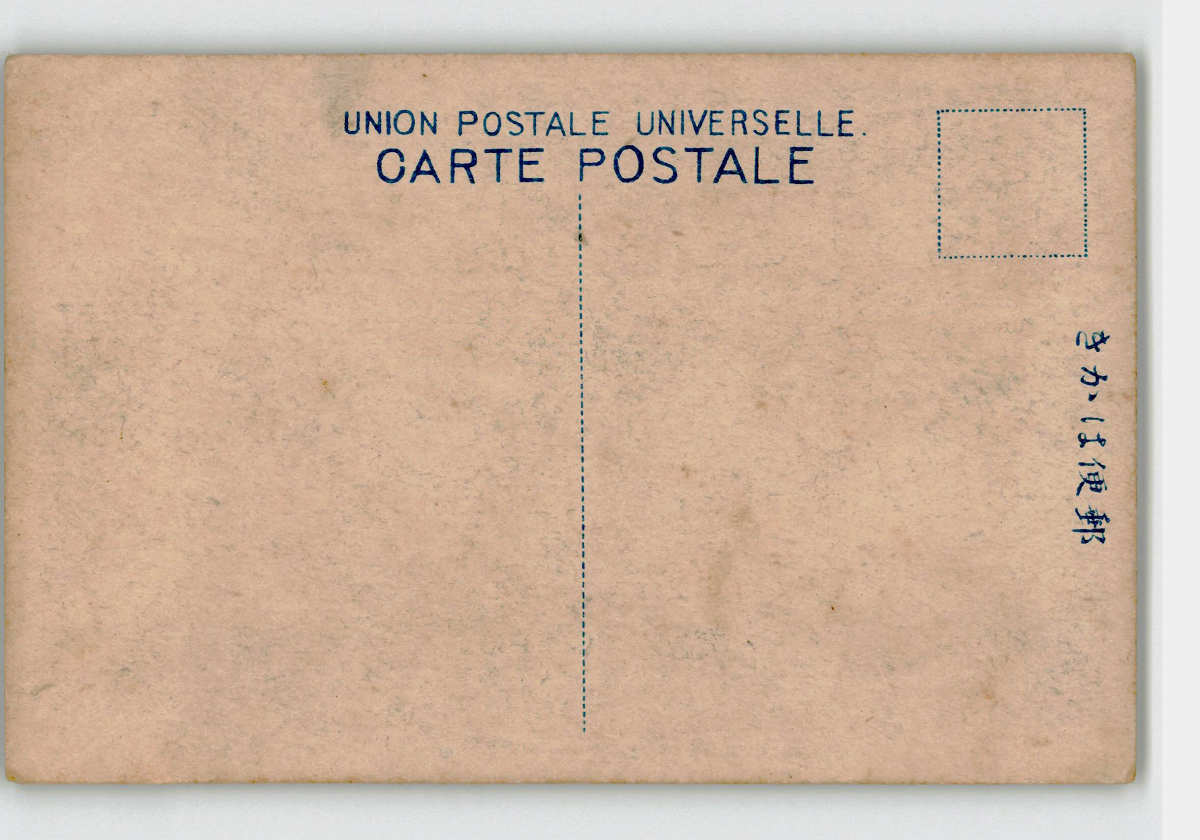 UNION POSTALE UNIVERSELLE.
CARTE POSTALE
郵便はかき